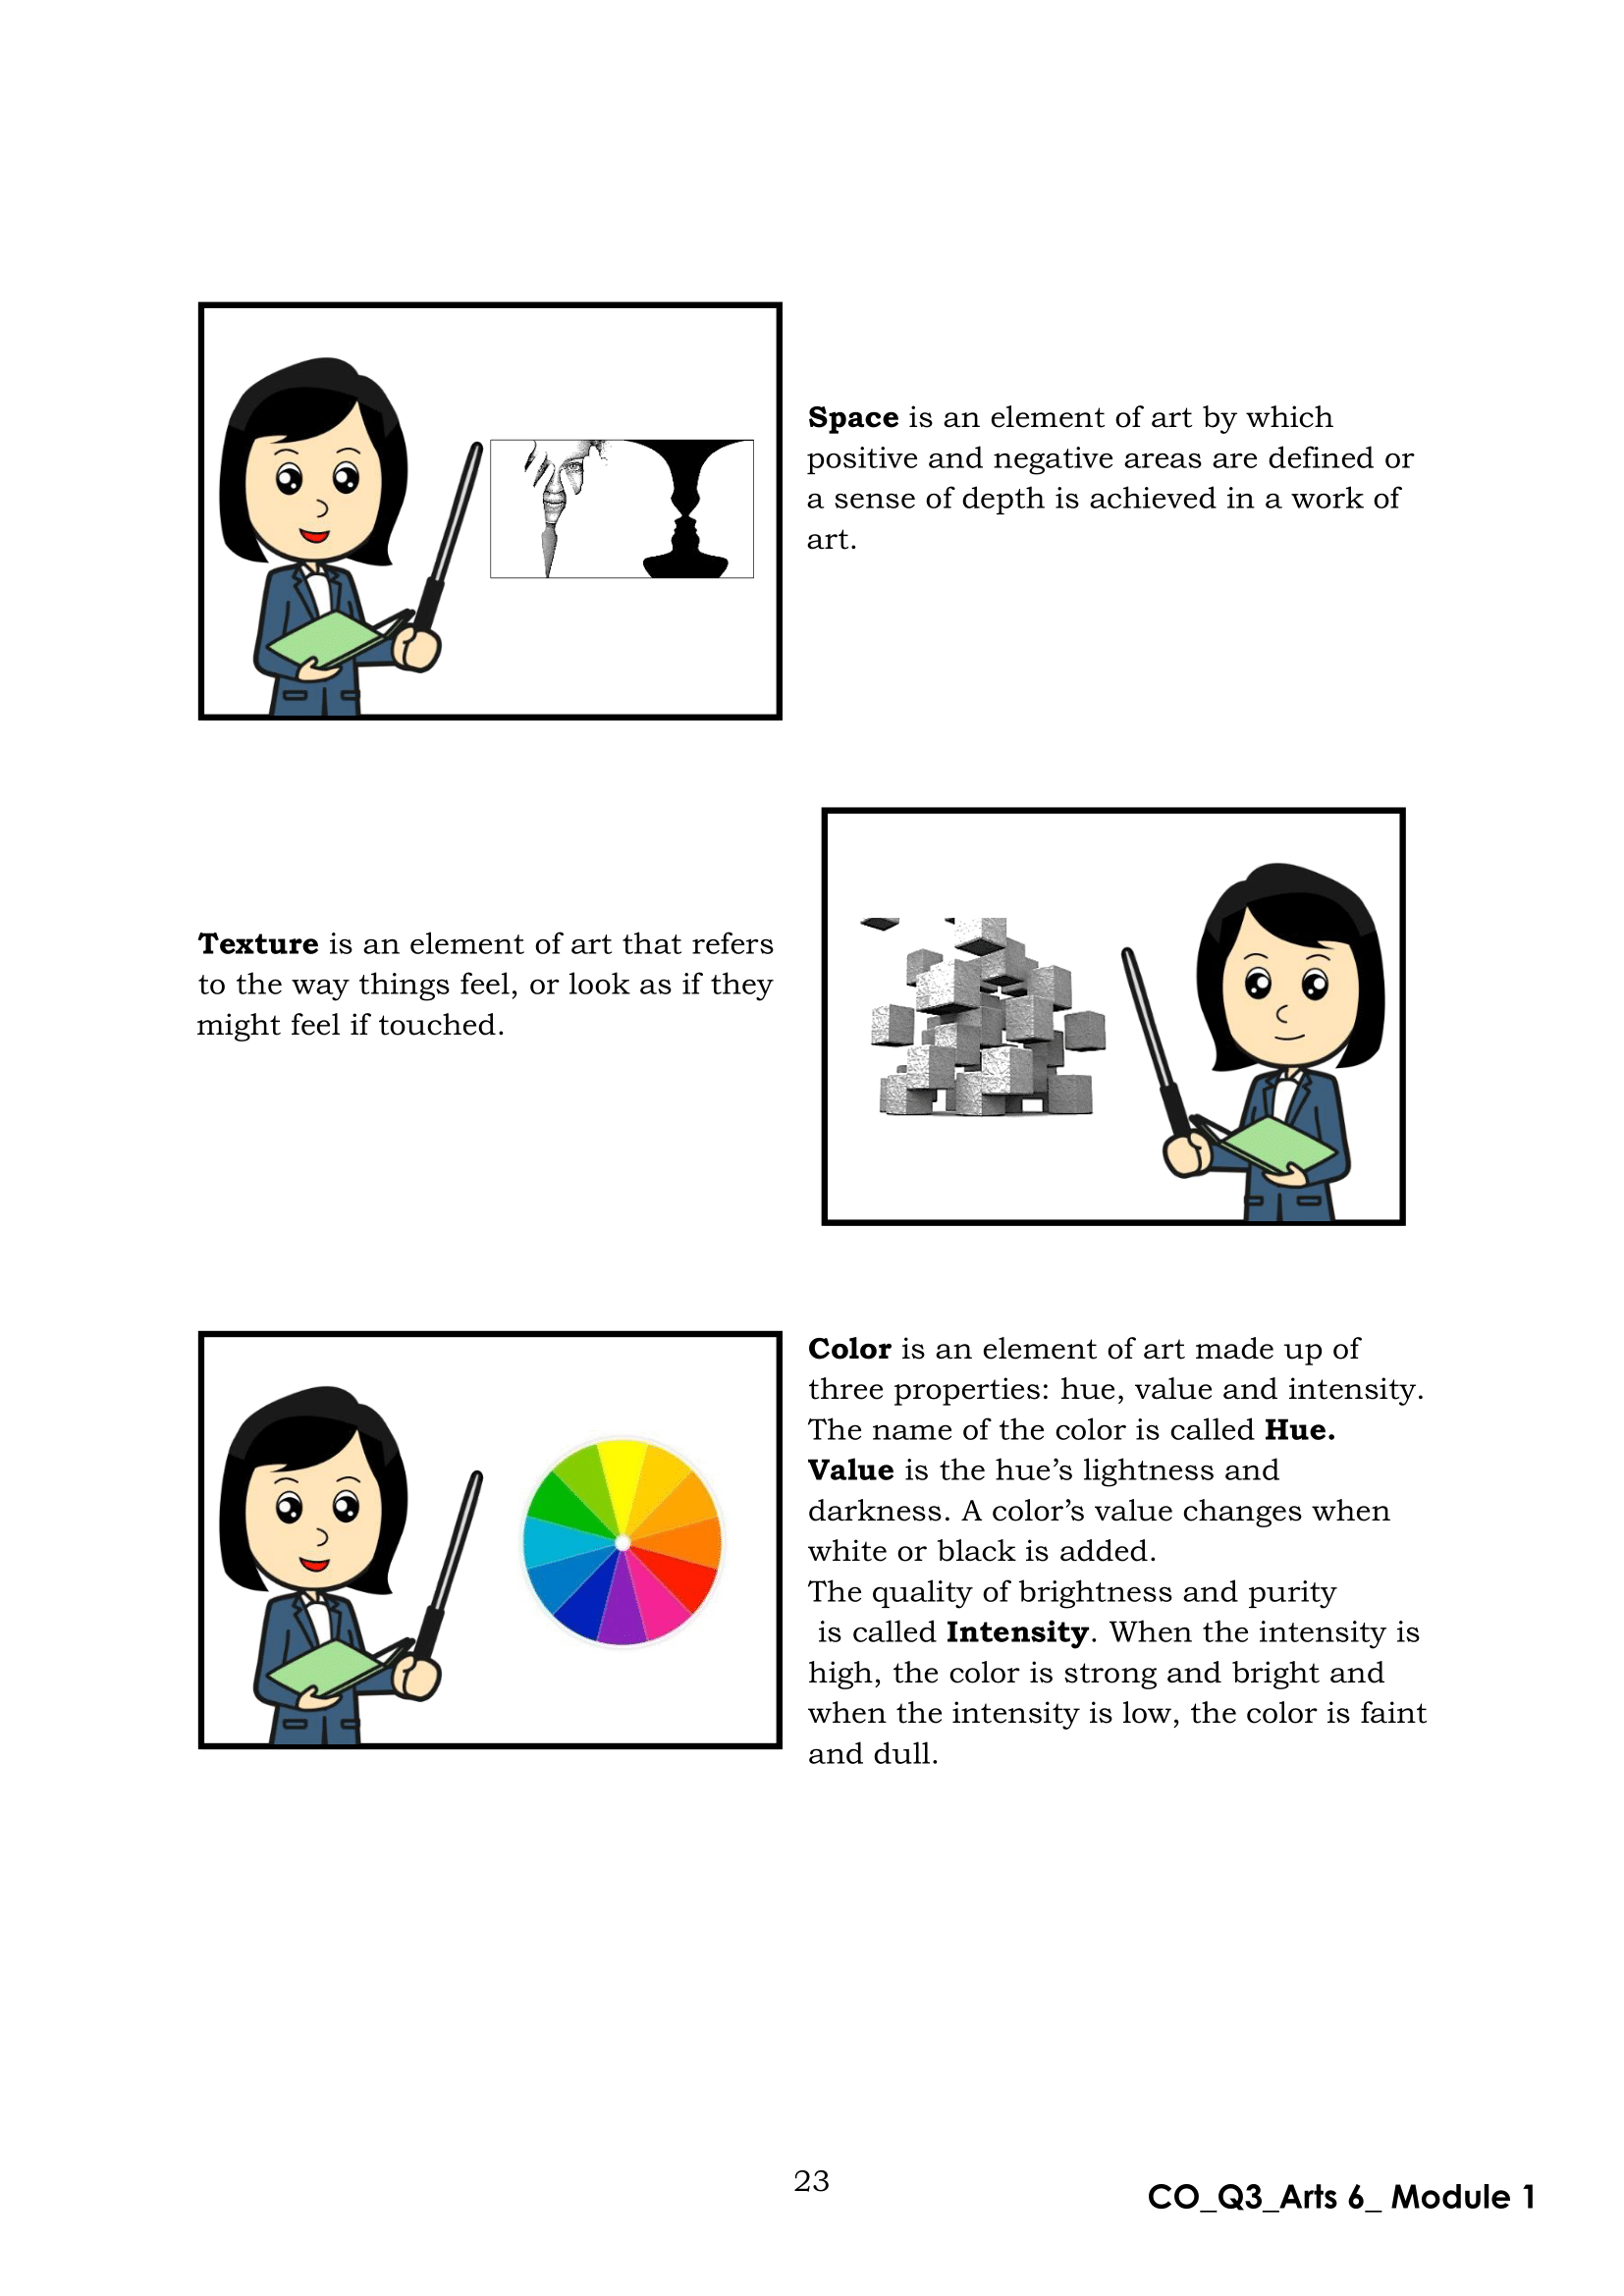 Space is an element of art by which
positive and negative areas are defined or
a sense of depth is achieved in a work of
art.
Texture is an element of art that refers
to the way things feel, or look as if they
might feel if touched.
Color is an element of art made up of
three properties: hue, value and intensity.
The name of the color is called Hue.
Value is the hue’s lightness and
darkness. A color’s value changes when
white or black is added.
The quality of brightness and purity
is called Intensity. When the intensity is
high, the color is strong and bright and
when the intensity is low, the color is faint
and dull.
23
CO_Q3_Arts 6_ Module 1